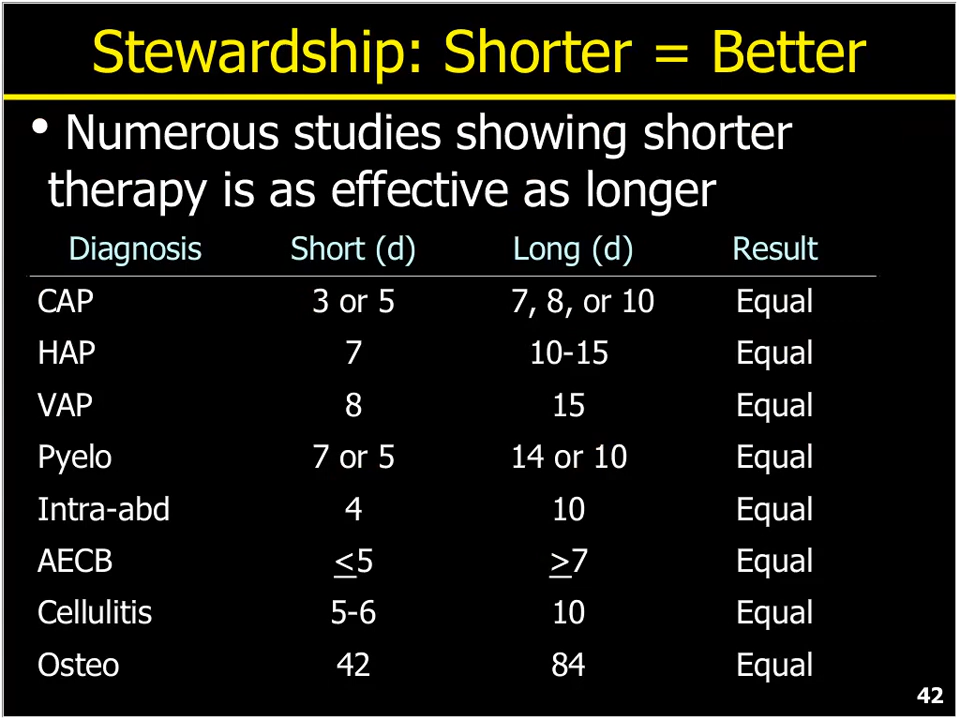 Stewardship: Shorter = Better
• Numerous studies showing shorter
therapy is as effective as longer
Diagnosis Short (d) Long (d) Result
CAP 3 or 5 7, 8, or 10 Equal
HAP 7 10-15 Equal
VAP 8 15 Equal
Pyelo 7 or 5 14 or 10 Equal
Intra-abd 4 10 Equal
AECB <5 >7 Equal
Cellulitis 5-6 10 Equal
Osteo 42 84 Equal
42